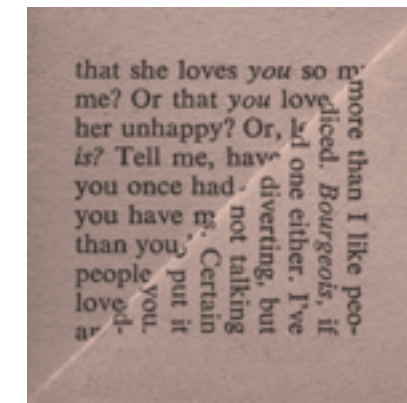 that she loves you so m
me? Or that you love
her unhappy? Or,
is? Tell me, have
you once had
you have m
than you
people
love
ar
more than I like peo-
diced. Bourgeois, if
d one either. I've
diverting, but
not talking
. Certain
put it
you.
d-